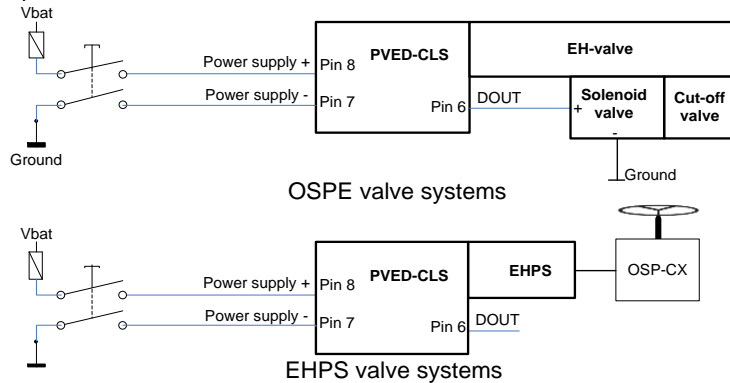 Vbat
Power supply + Pin 8
PVED-CLS
EH-valve
Power supply - Pin 7
Pin 6 DOUT
+ Solenoid valve -
Cut-off valve
Ground
Ground
OSPE valve systems
Vbat
Power supply + Pin 8
PVED-CLS
EHPS
OSP-CX
Power supply - Pin 7
Pin 6 DOUT
EHPS valve systems